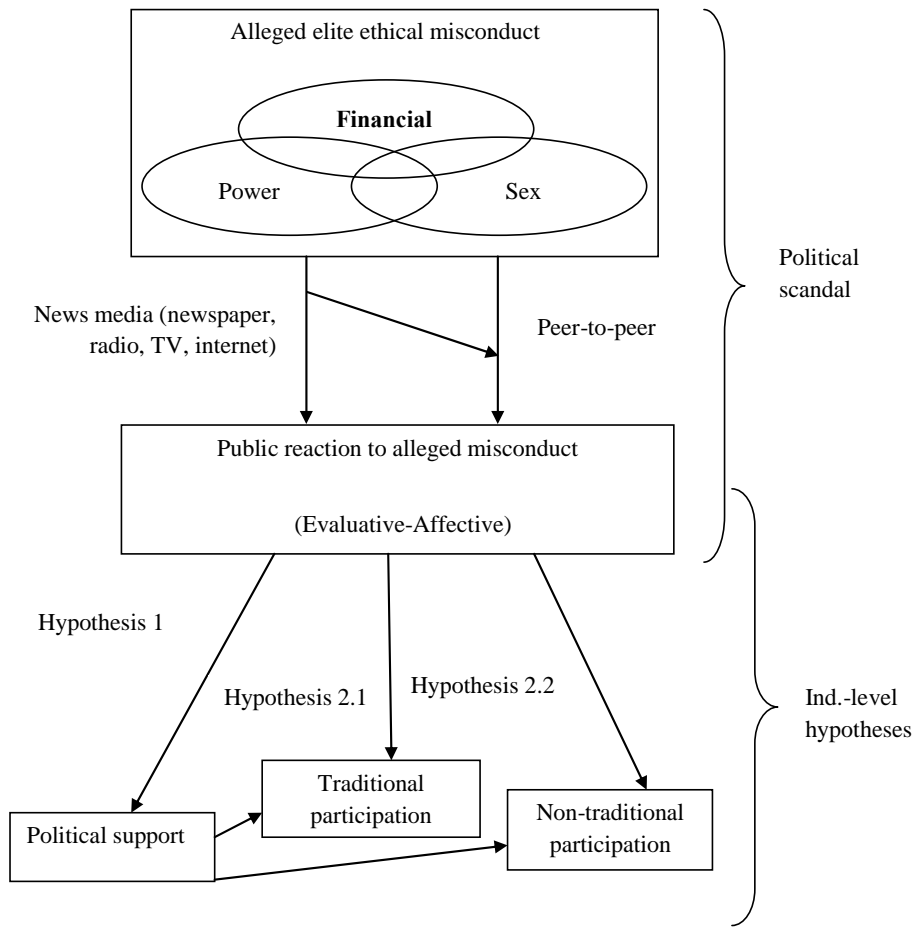 Alleged elite ethical misconduct
Financial
Power
Sex
Political
scandal
News media (newspaper,
radio, TV, internet)
Peer-to-peer
Public reaction to alleged misconduct
(Evaluative-Affective)
Hypothesis 1
Hypothesis 2.1
Hypothesis 2.2
Ind.-level
hypotheses
Traditional
participation
Non-traditional
participation
Political support